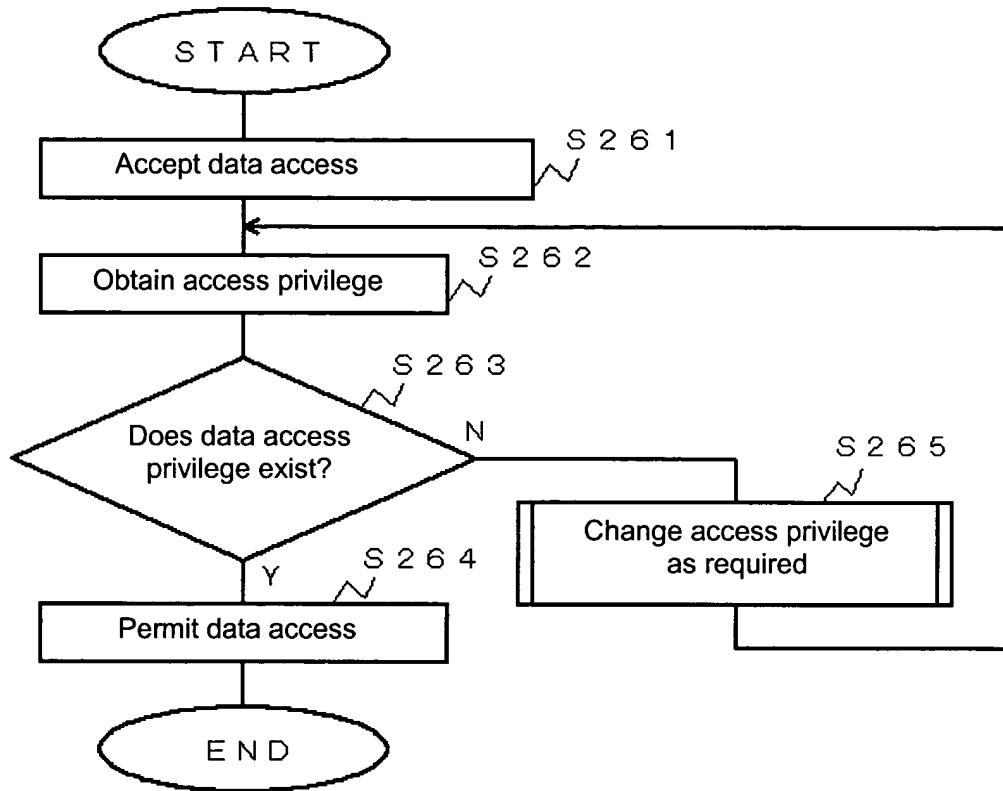 START
S261
Accept data access
S262
Obtain access privilege
S263
Does data access
privilege exist?
N
S265
Change access privilege
as required
Y
S264
Permit data access
END